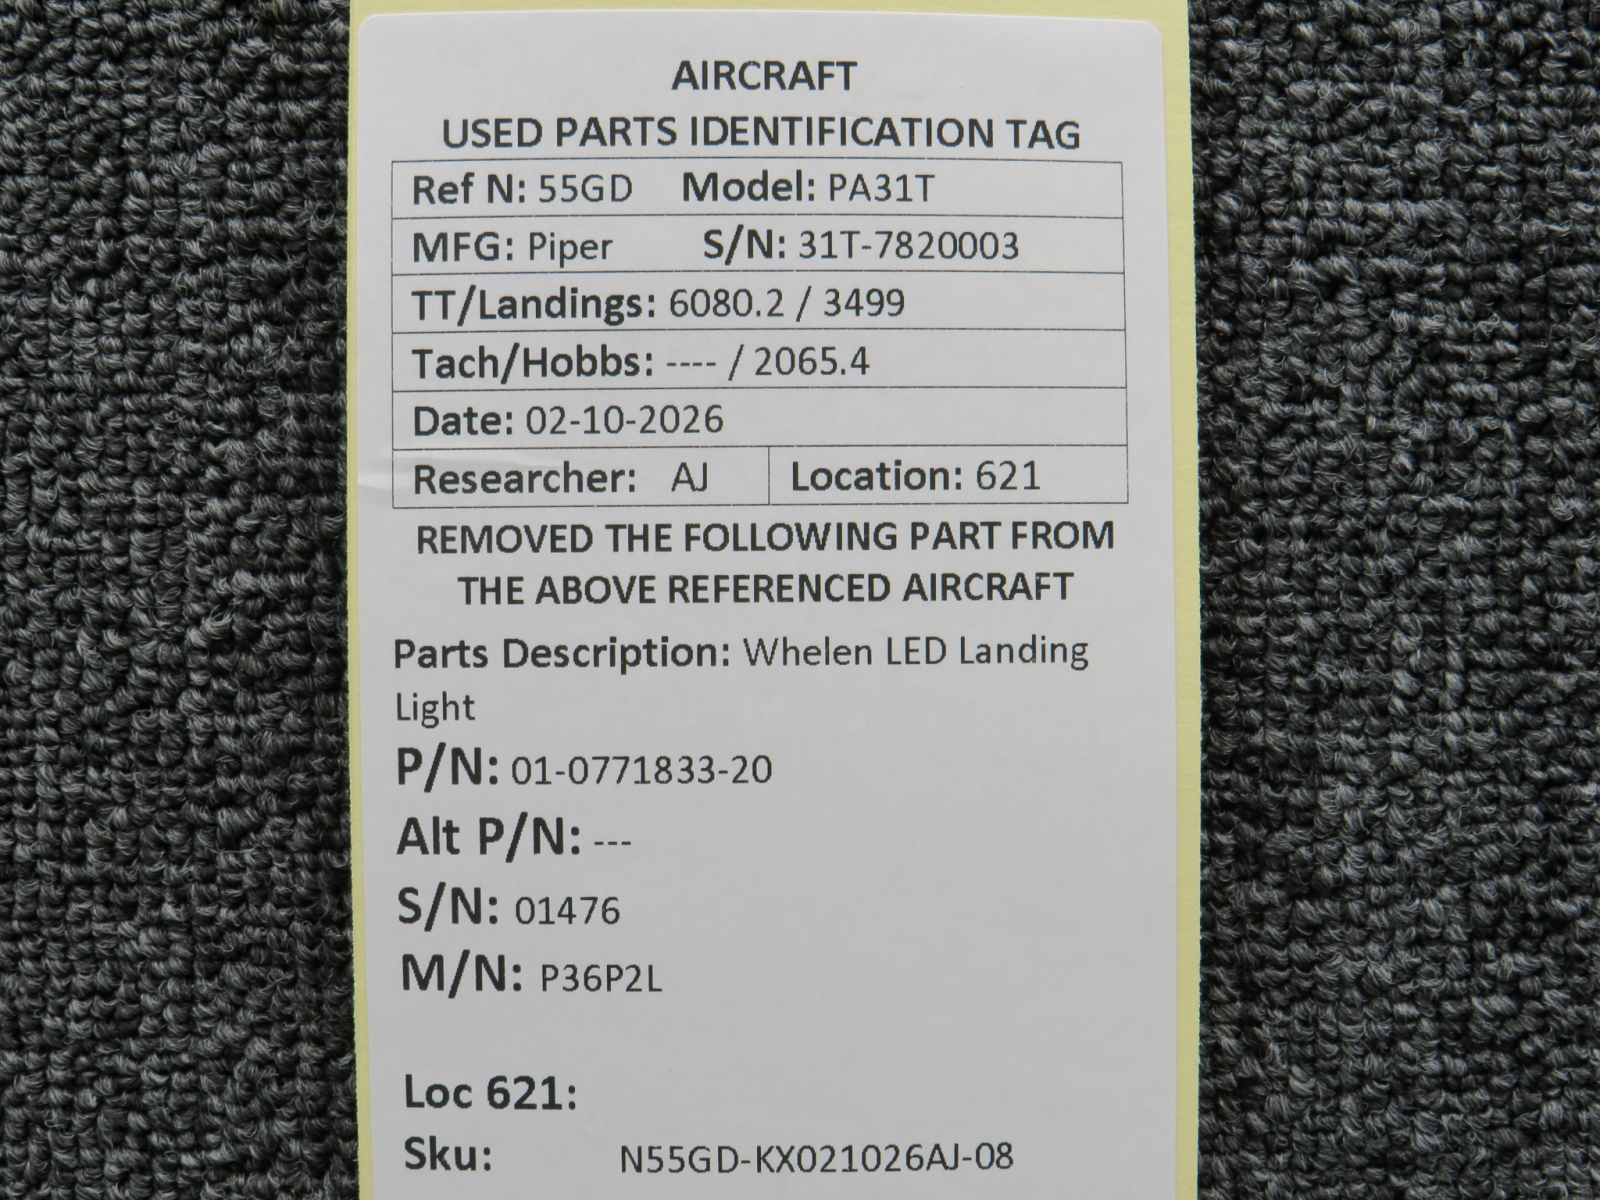 AIRCRAFT
USED PARTS IDENTIFICATION TAG
Ref N: 55GD Model: PA31T
MFG: Piper S/N: 31T-7820003
TT/Landings: 6080.2 / 3499
Tach/Hobbs: ---- / 2065.4
Date: 02-10-2026
Researcher: AJ Location: 621
REMOVED THE FOLLOWING PART FROM
THE ABOVE REFERENCED AIRCRAFT
Parts Description: Whelen LED Landing
Light
P/N: 01-0771833-20
Alt P/N: ---
S/N: 01476
M/N: P36P2L
Loc 621:
Sku: N55GD-KX021026AJ-08